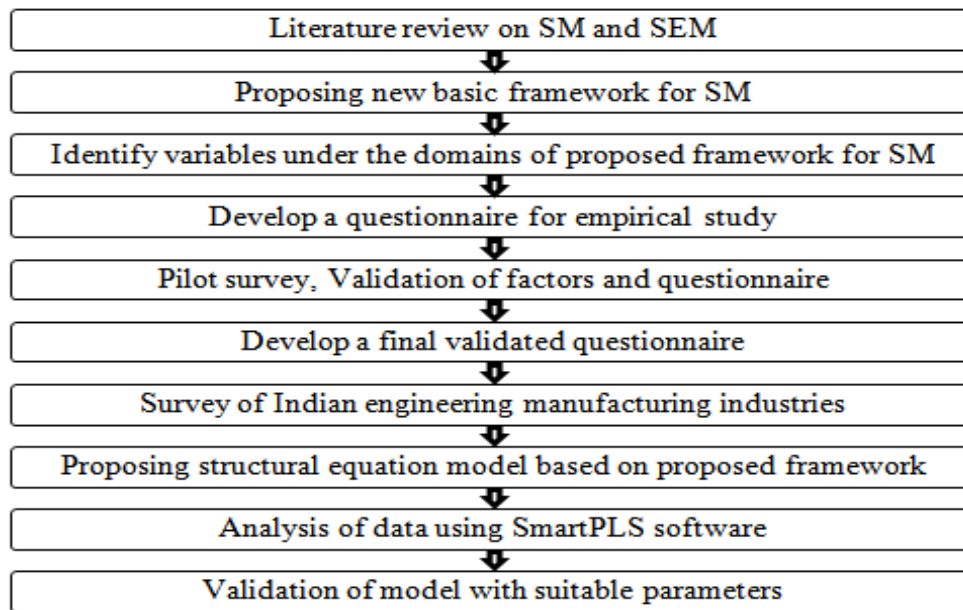 Literature review on SM and SEM
Proposing new basic framework for SM
Identify variables under the domains of proposed framework for SM
Develop a questionnaire for empirical study
Pilot survey, Validation of factors and questionnaire
Develop a final validated questionnaire
Survey of Indian engineering manufacturing industries
Proposing structural equation model based on proposed framework
Analysis of data using SmartPLS software
Validation of model with suitable parameters